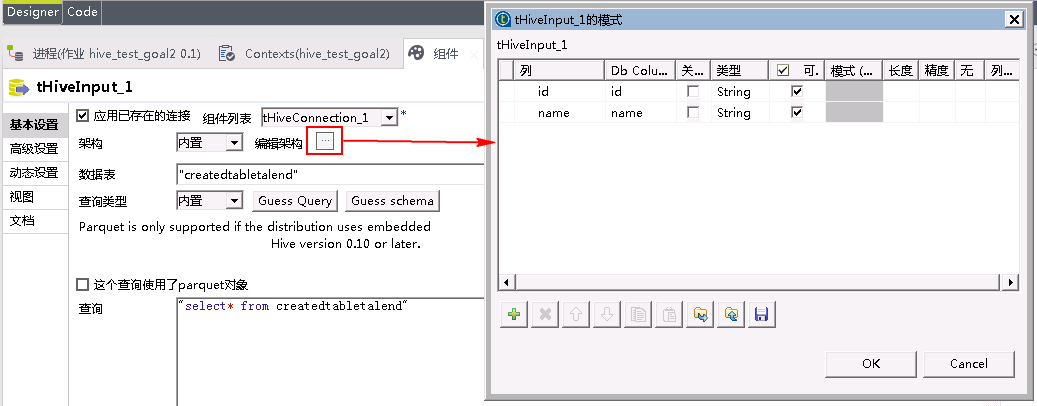 Designer Code
进程(作业 hive_test_goal2 0.1) Contexts(hive_test_goal2) 组件
tHiveInput_1
基本设置
高级设置
动态设置
视图
文档
应用已存在的连接 组件列表 tHiveConnection_1 *
架构 内置 编辑架构 ...
数据表 "createdtabletalend"
查询类型 内置 Guess Query Guess schema
Parquet is only supported if the distribution uses embedded
Hive version 0.10 or later.
这个查询使用了parquet对象
查询 "select* from createdtabletalend"
tHiveInput_1的模式
tHiveInput_1
列 Db Colu... 关... 类型 可. 模式 (... 长度 精度 无 列...
id id String
name name String
OK Cancel